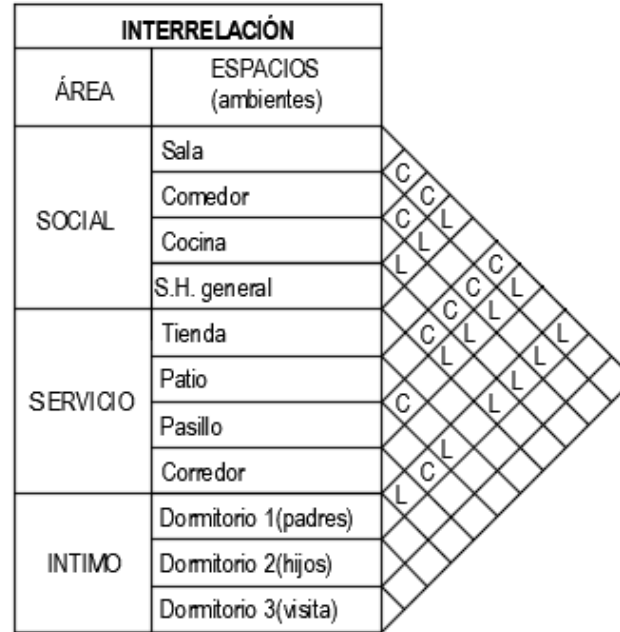 INTERRELACIÓN
ÁREA
ESPACIOS
(ambientes)
SOCIAL
Sala
Comedor
Cocina
S.H. general
SERVICIO
Tienda
Patio
Pasillo
Corredor
INTIMO
Dormitorio 1(padres)
Dormitorio 2(hijos)
Dormitorio 3(visita)
C
C
C L
L
L C
C L
C L
C L L
L L
L
C L
L
C
L